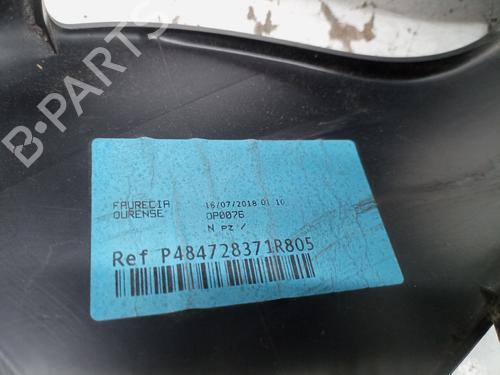 B-PARTS
FAURECIA 16/07/2018 01 10
OURENSE OP0076
N pz /
Ref P484728371R805